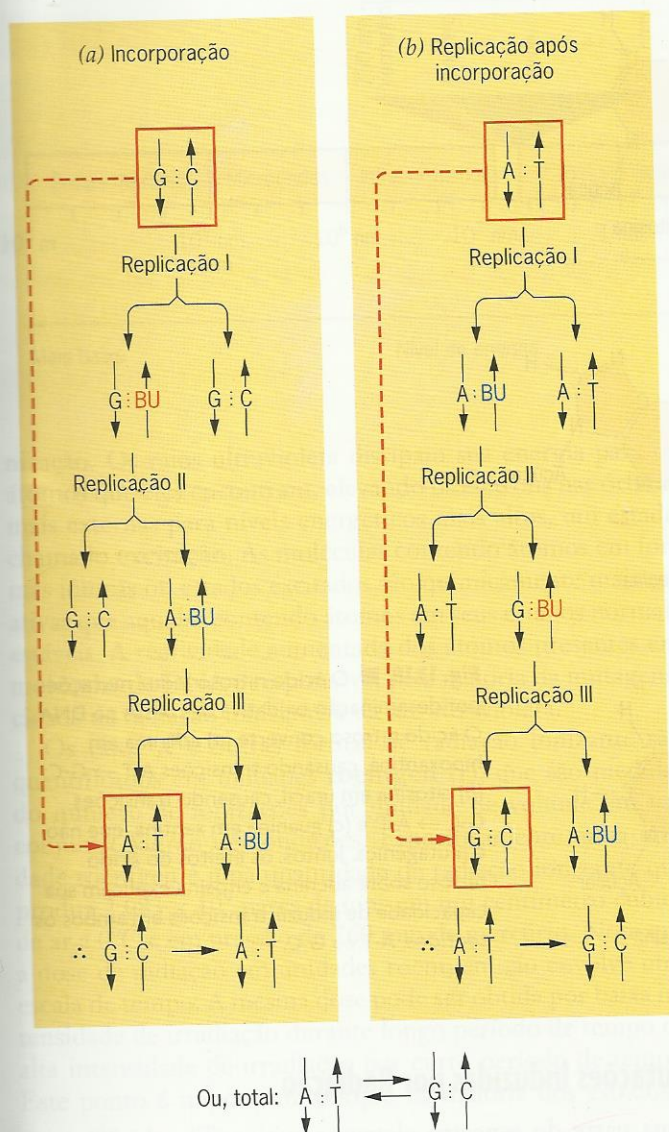 (a) Incorporação
G ⫶ C
Replicação I
G ⫶ BU   G ⫶ C
Replicação II
G ⫶ C   A : BU
Replicação III
A : T   A : BU
∴ G ⫶ C → A : T
(b) Replicação após
incorporação
A : T
Replicação I
A : BU   A : T
Replicação II
A : T   G ⫶ BU
Replicação III
G ⫶ C   A : BU
∴ A : T → G ⫶ C
Ou, total: A : T ⇄ G ⫶ C